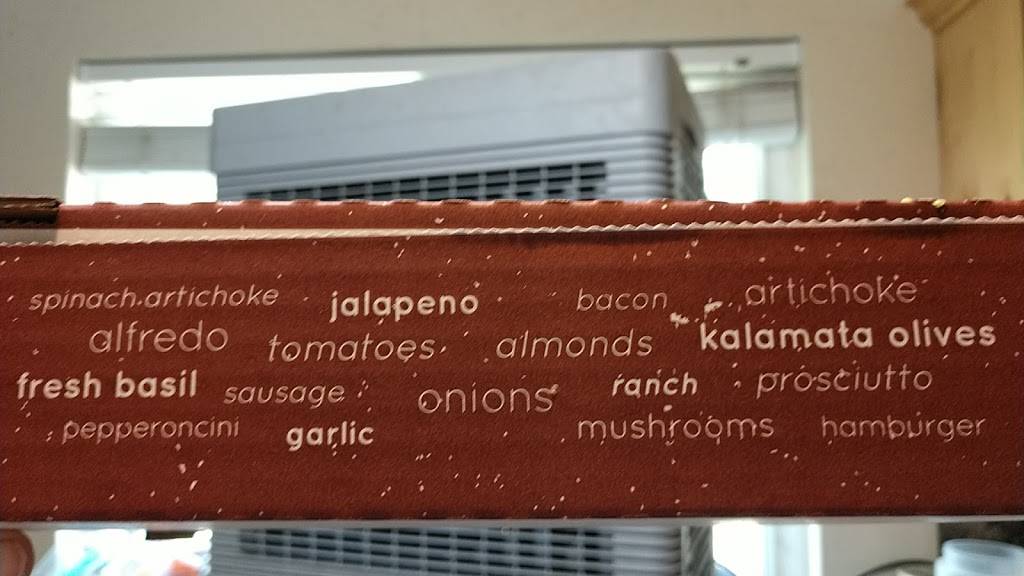 spinach artichoke jalapeno bacon artichoke
alfredo tomatoes almonds kalamata olives
fresh basil sausage onions ranch prosciutto
pepperoncini garlic mushrooms hamburger